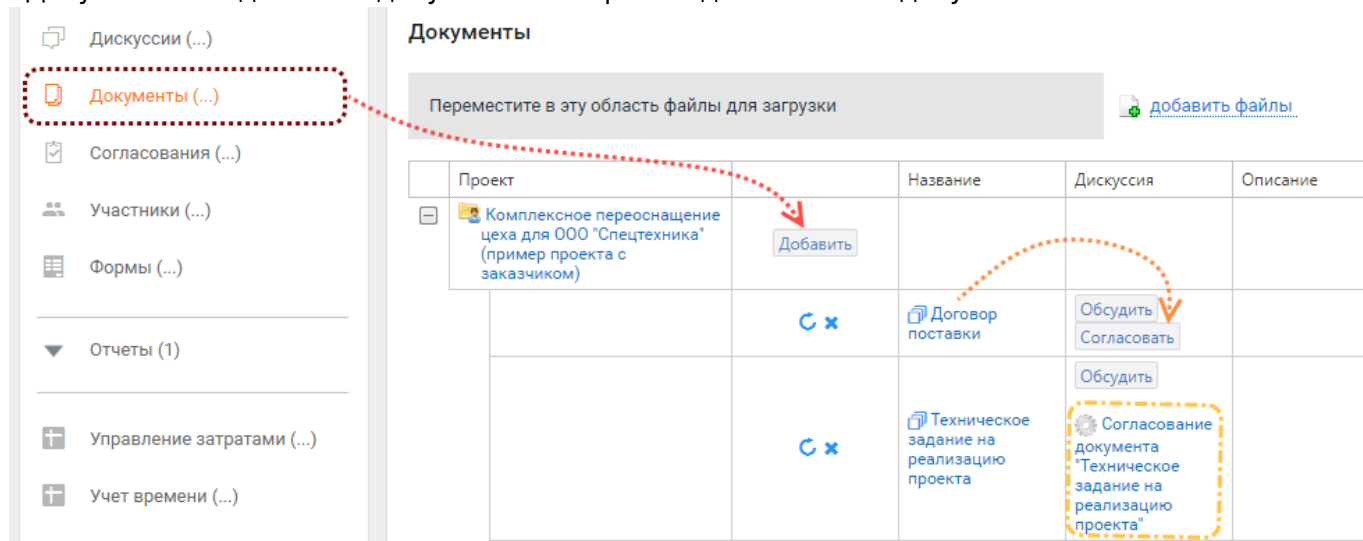 Дискуссии (...)
Документы (...)
Согласования (...)
Участники (...)
Формы (...)
Отчеты (1)
Управление затратами (...)
Учет времени (...)
Документы
Переместите в эту область файлы для загрузки
добавить файлы
Проект
Название
Дискуссия
Описание
Комплексное переоснащение
цеха для ООО "Спецтехника"
(пример проекта с
заказчиком)
Добавить
Договор
поставки
Обсудить
Согласовать
Техническое
задание на
реализацию
проекта
Обсудить
Согласование
документа
"Техническое
задание на
реализацию
проекта"